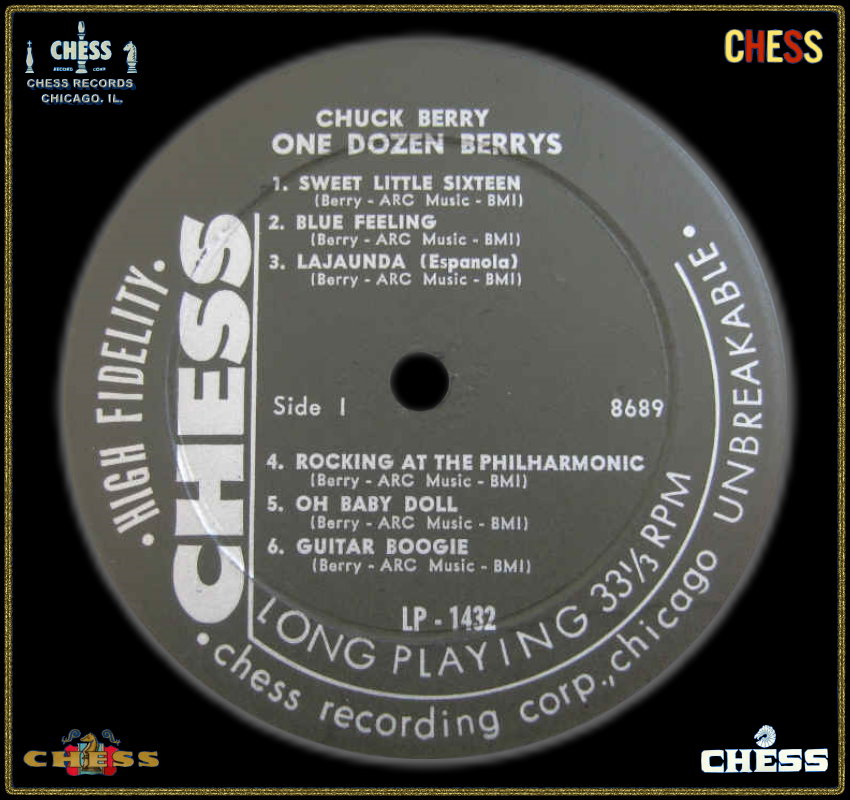 CHESS
RECORD CORP
CHESS RECORDS
CHICAGO. IL.
CHESS
CHUCK BERRY
ONE DOZEN BERRYS
1. SWEET LITTLE SIXTEEN
(Berry - ARC Music - BMI)
2. BLUE FEELING
(Berry - ARC Music - BMI)
3. LAJAUNDA (Espanola)
(Berry - ARC Music - BMI)
Side 1
8689
4. ROCKING AT THE PHILHARMONIC
(Berry - ARC Music - BMI)
5. OH BABY DOLL
(Berry - ARC Music - BMI)
6. GUITAR BOOGIE
(Berry - ARC Music - BMI)
LP - 1432
CHESS
• HIGH FIDELITY •
LONG PLAYING 33⅓ RPM
• chess recording corp., chicago UNBREAKABLE •
CHESS
CHESS